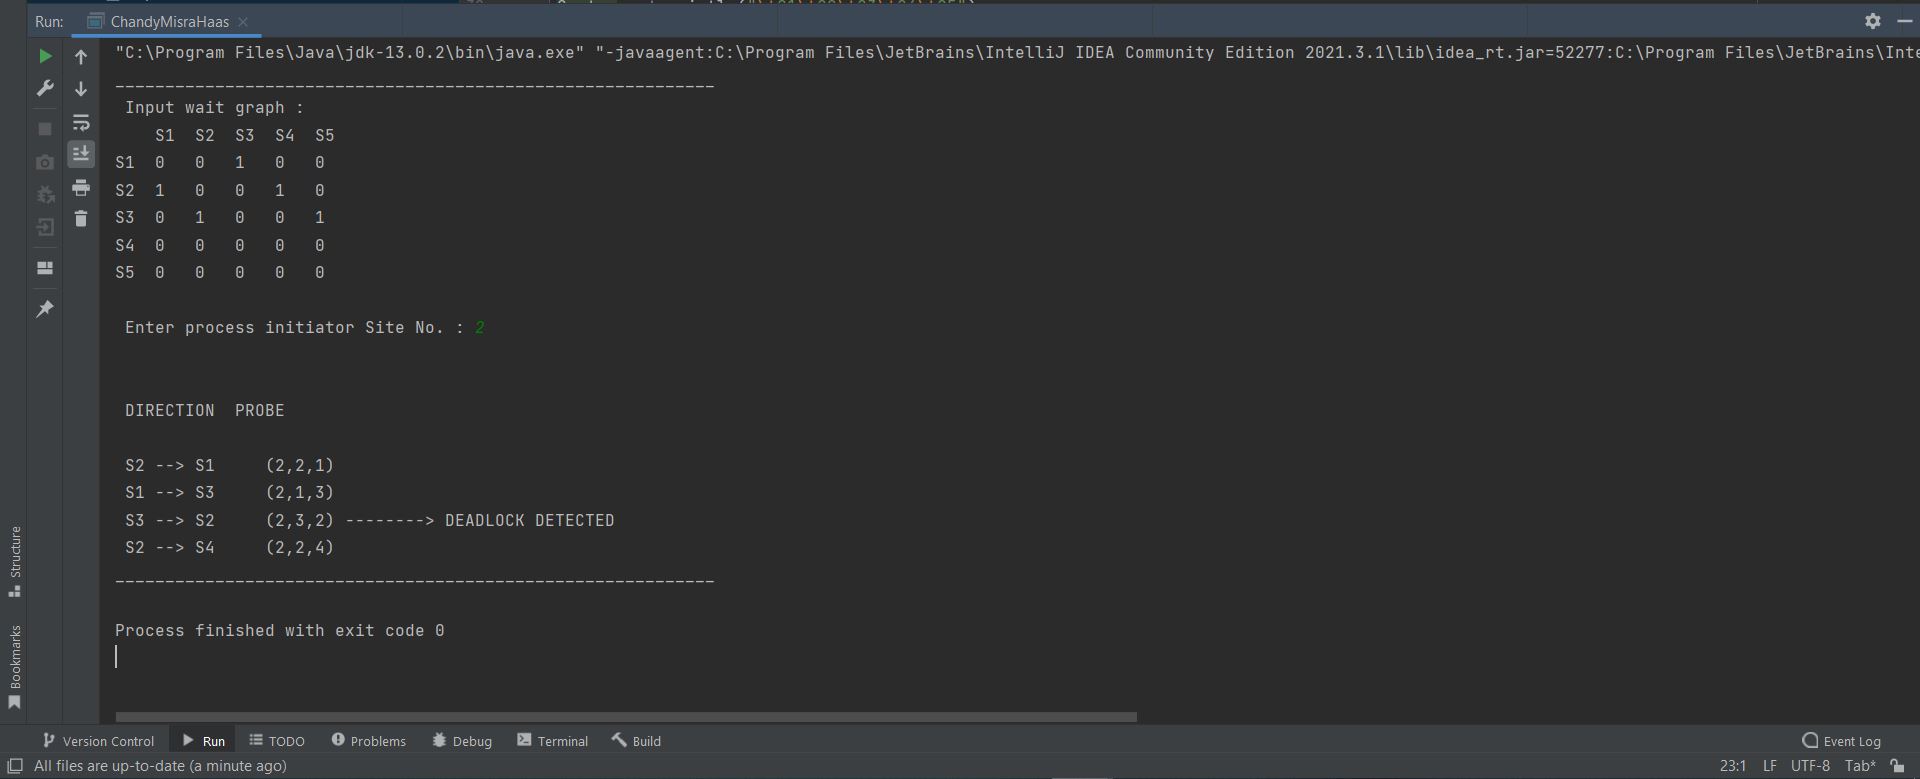 Run: ChandyMisraHaas
"C:\Program Files\Java\jdk-13.0.2\bin\java.exe" "-javaagent:C:\Program Files\JetBrains\IntelliJ IDEA Community Edition 2021.3.1\lib\idea_rt.jar=52277:C:\Program Files\JetBrains\Inte
____________________________________________________________
Input wait graph :
S1 S2 S3 S4 S5
S1 0 0 1 0 0
S2 1 0 0 1 0
S3 0 1 0 0 1
S4 0 0 0 0 0
S5 0 0 0 0 0
Enter process initiator Site No. : 2
DIRECTION PROBE
S2 --> S1 (2,2,1)
S1 --> S3 (2,1,3)
S3 --> S2 (2,3,2) --------> DEADLOCK DETECTED
S2 --> S4 (2,2,4)
____________________________________________________________
Process finished with exit code 0
Structure
Bookmarks
Version Control Run TODO Problems Debug Terminal Build Event Log
All files are up-to-date (a minute ago) 23:1 LF UTF-8 Tab*